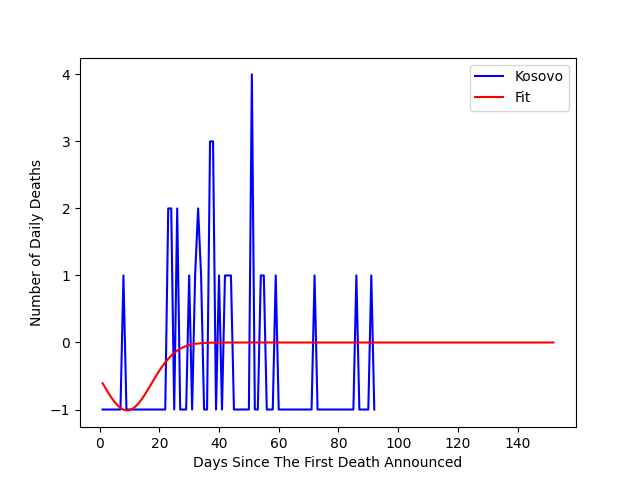 Kosovo
Fit
4
3
2
1
0
−1
Number of Daily Deaths
0 20 40 60 80 100 120 140
Days Since The First Death Announced